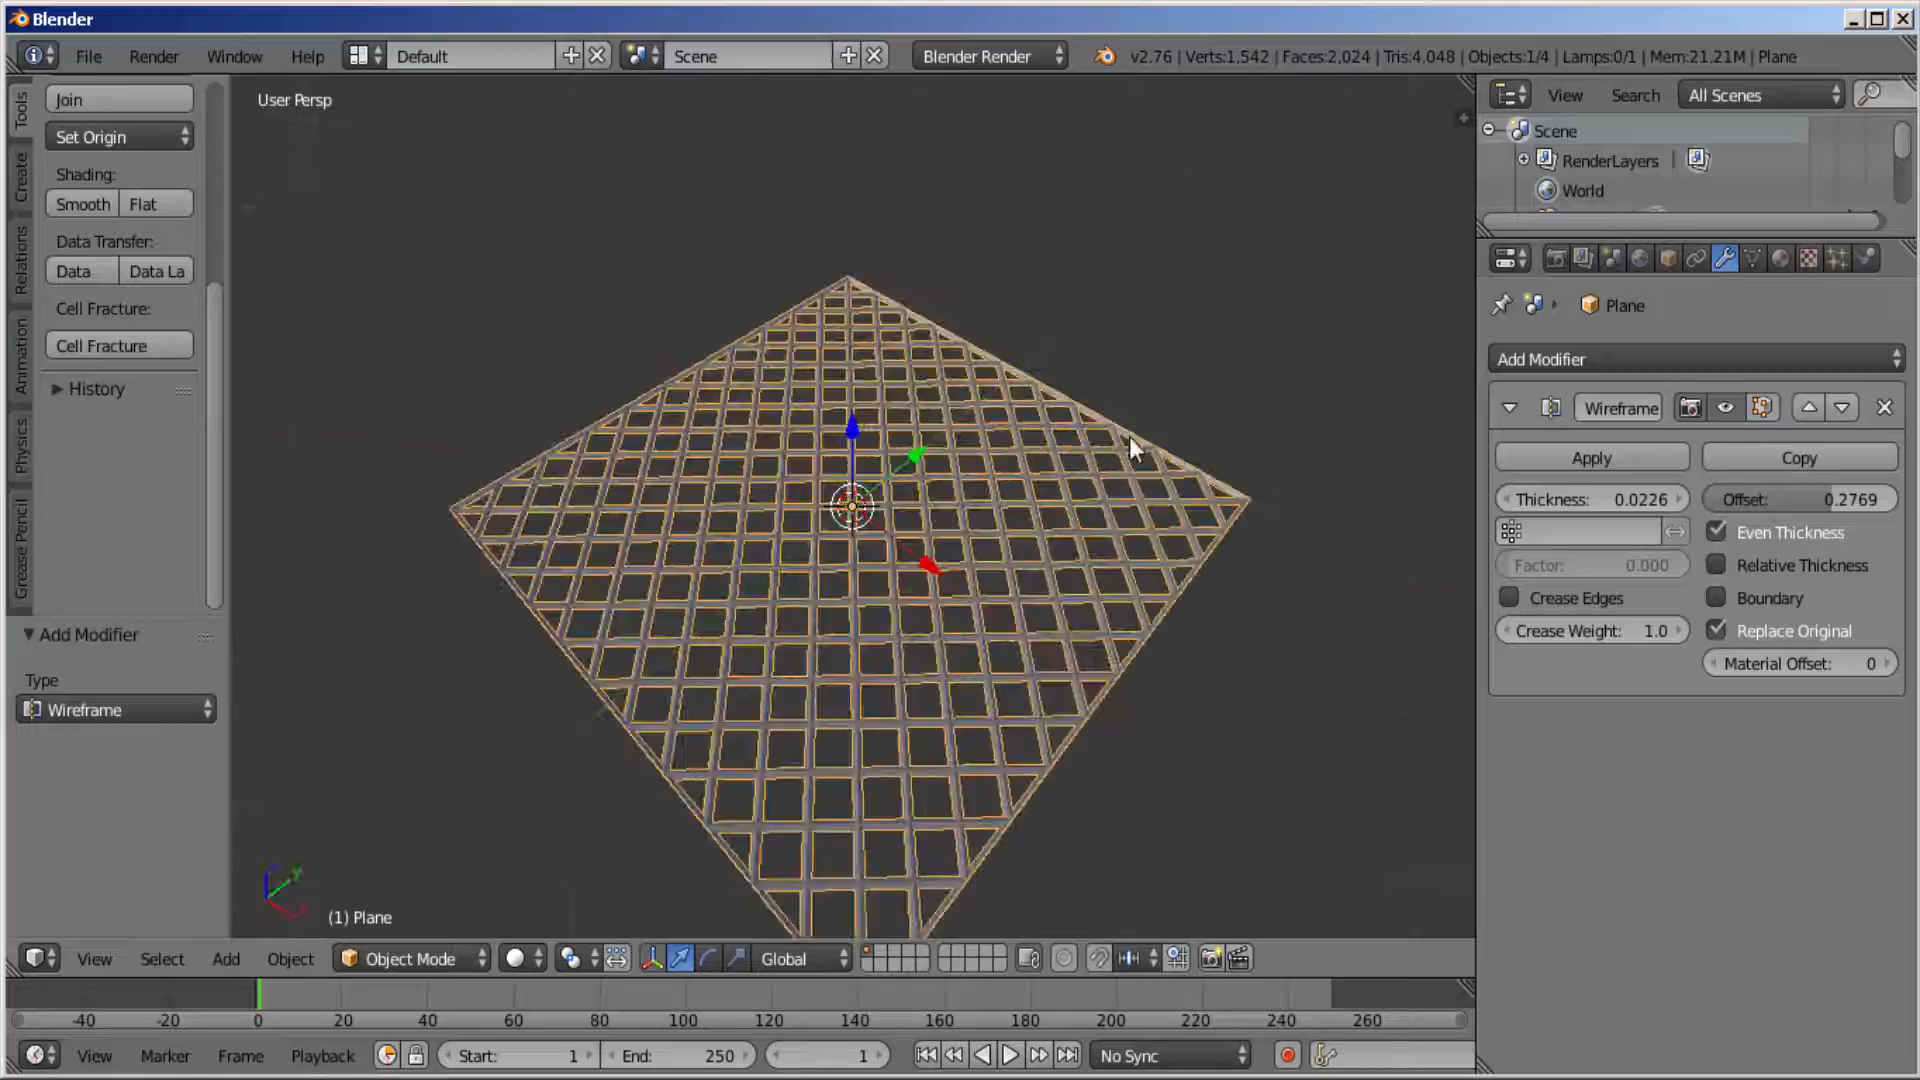 Blender
File Render Window Help Default Scene Blender Render v2.76 | Verts:1,542 | Faces:2,024 | Tris:4,048 | Objects:1/4 | Lamps:0/1 | Mem:21.21M | Plane
Tools
Create
Relations
Animation
Physics
Grease Pencil
Join
Set Origin
Shading:
Smooth Flat
Data Transfer:
Data Data La
Cell Fracture:
Cell Fracture
History
Add Modifier
Type
Wireframe
User Persp
(1) Plane
View Search All Scenes
Scene
RenderLayers |
World
Plane
Add Modifier
Wireframe
Apply Copy
Thickness: 0.0226 Offset: 0.2769
Even Thickness
Factor: 0.000 Relative Thickness
Crease Edges Boundary
Crease Weight: 1.0 Replace Original
Material Offset: 0
View Select Add Object Object Mode Global
-40 -20 0 20 40 60 80 100 120 140 160 180 200 220 240 260
View Marker Frame Playback Start: 1 End: 250 1 No Sync